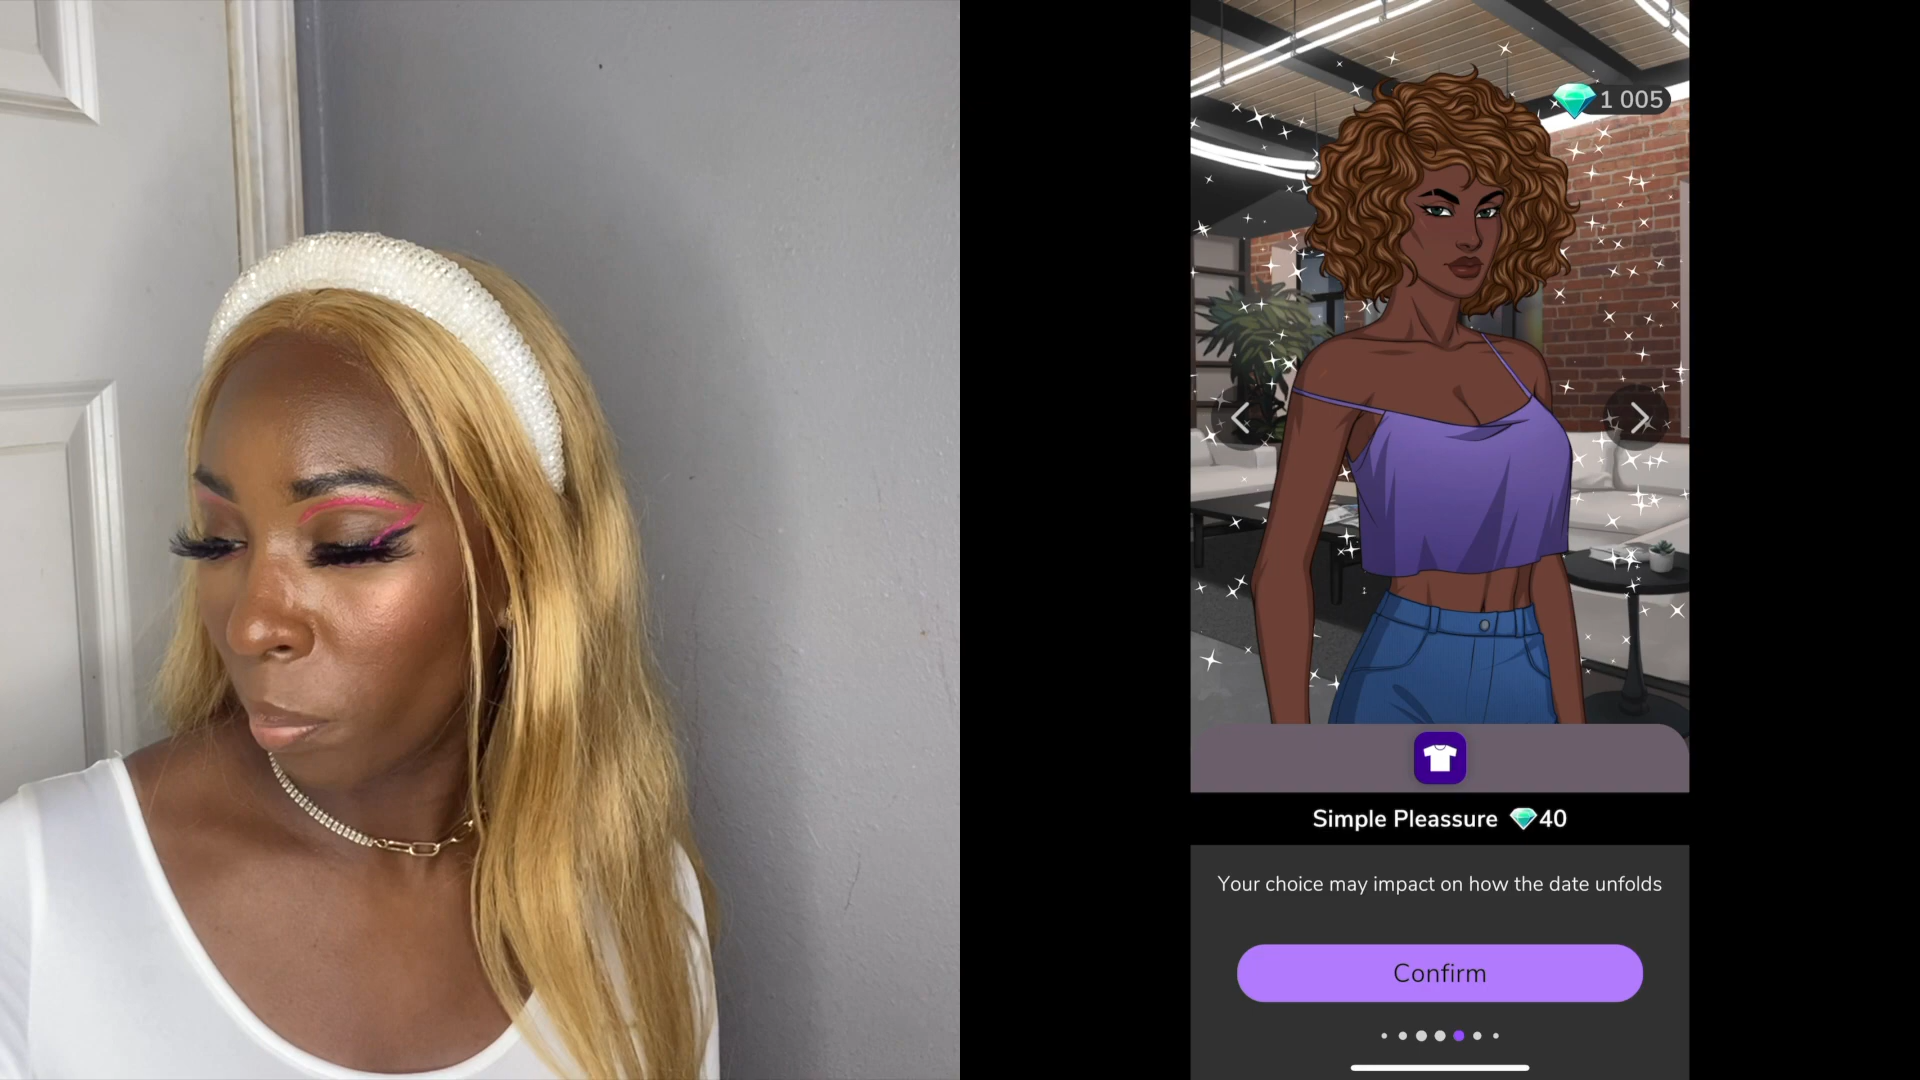 1 005
Simple Pleassure 40
Your choice may impact on how the date unfolds
Confirm